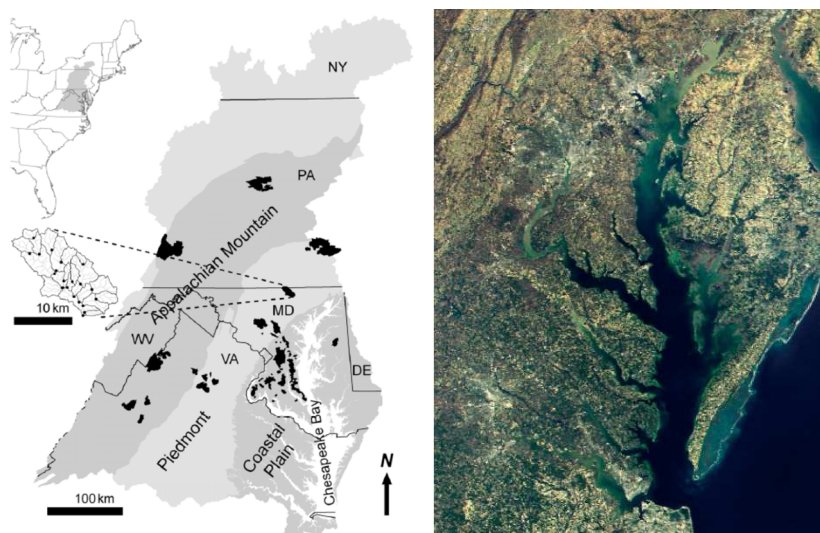 NY
PA
Appalachian Mountain
10 km
MD
WV
VA
DE
Piedmont
Coastal
Plain
Chesapeake Bay
N
100 km